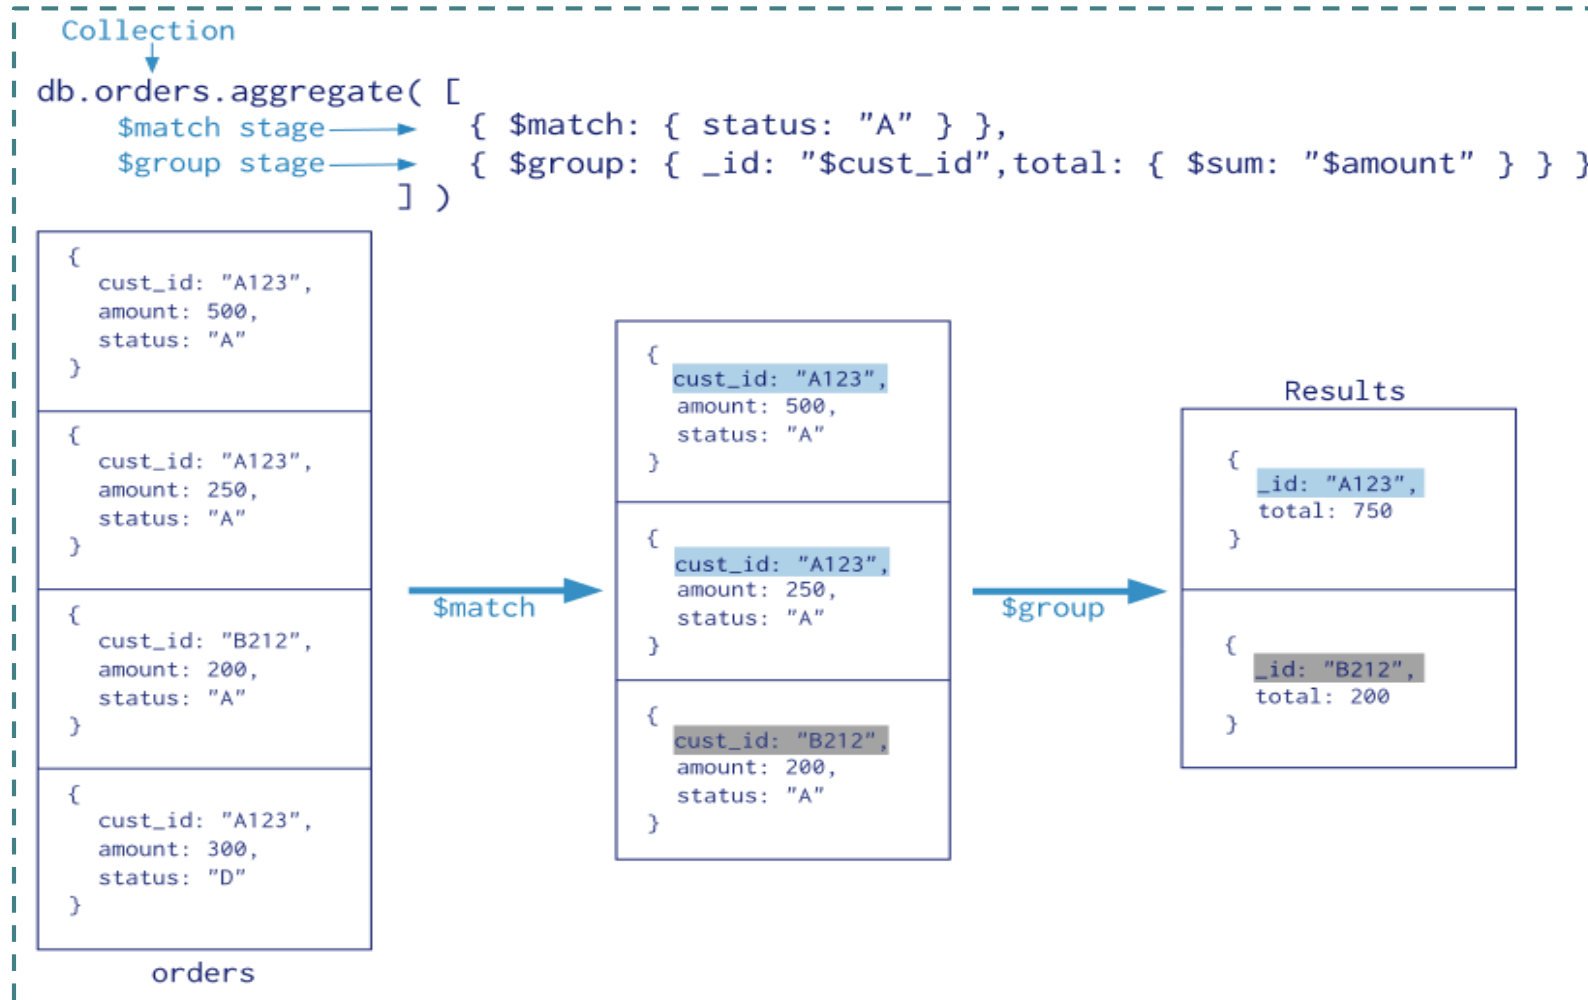 Collection
db.orders.aggregate( [
$match stage
{ $match: { status: "A" } },
$group stage
{ $group: { _id: "$cust_id",total: { $sum: "$amount" } } }
] )
{
cust_id: "A123",
amount: 500,
status: "A"
}
{
cust_id: "A123",
amount: 250,
status: "A"
}
{
cust_id: "B212",
amount: 200,
status: "A"
}
{
cust_id: "A123",
amount: 300,
status: "D"
}
orders
$match
{
cust_id: "A123",
amount: 500,
status: "A"
}
{
cust_id: "A123",
amount: 250,
status: "A"
}
{
cust_id: "B212",
amount: 200,
status: "A"
}
$group
Results
{
_id: "A123",
total: 750
}
{
_id: "B212",
total: 200
}